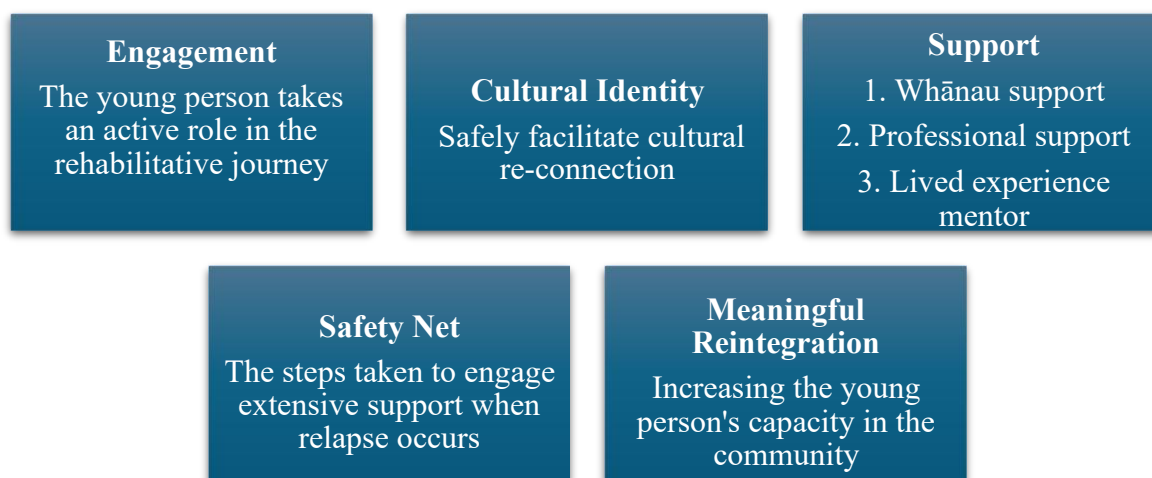 Engagement
The young person takes
an active role in the
rehabilitative journey
Cultural Identity
Safely facilitate cultural
re-connection
Support
1. Whānau support
2. Professional support
3. Lived experience
mentor
Safety Net
The steps taken to engage
extensive support when
relapse occurs
Meaningful
Reintegration
Increasing the young
person's capacity in the
community